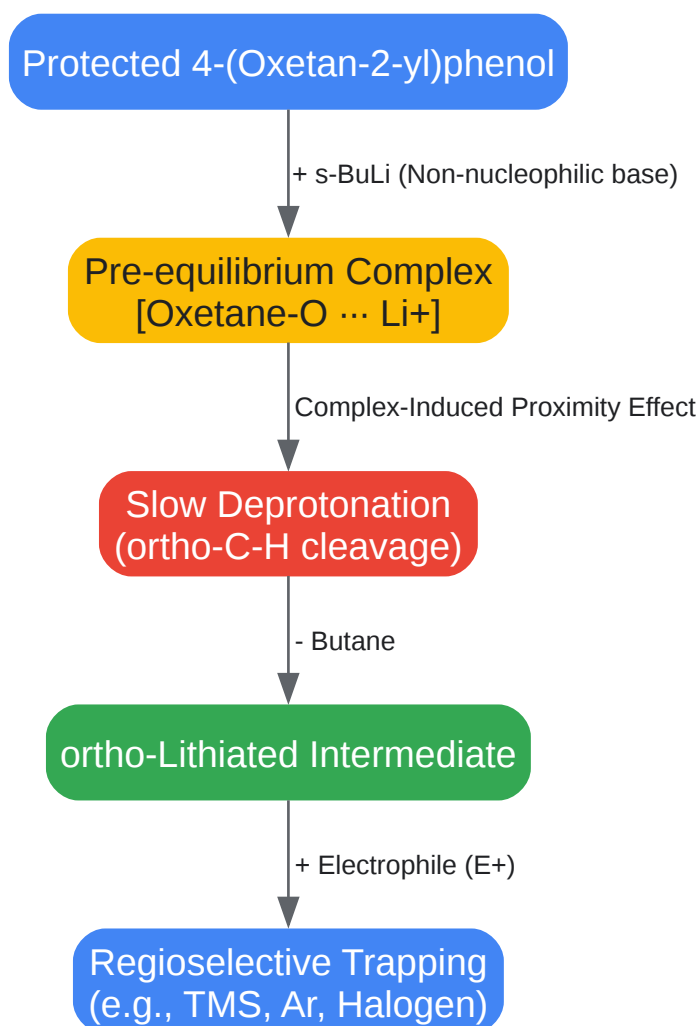 Protected 4-(Oxetan-2-yl)phenol
+ s-BuLi (Non-nucleophilic base)
Pre-equilibrium Complex
[Oxetane-O ··· Li+]
Complex-Induced Proximity Effect
Slow Deprotonation
(ortho-C-H cleavage)
- Butane
ortho-Lithiated Intermediate
+ Electrophile (E+)
Regioselective Trapping
(e.g., TMS, Ar, Halogen)